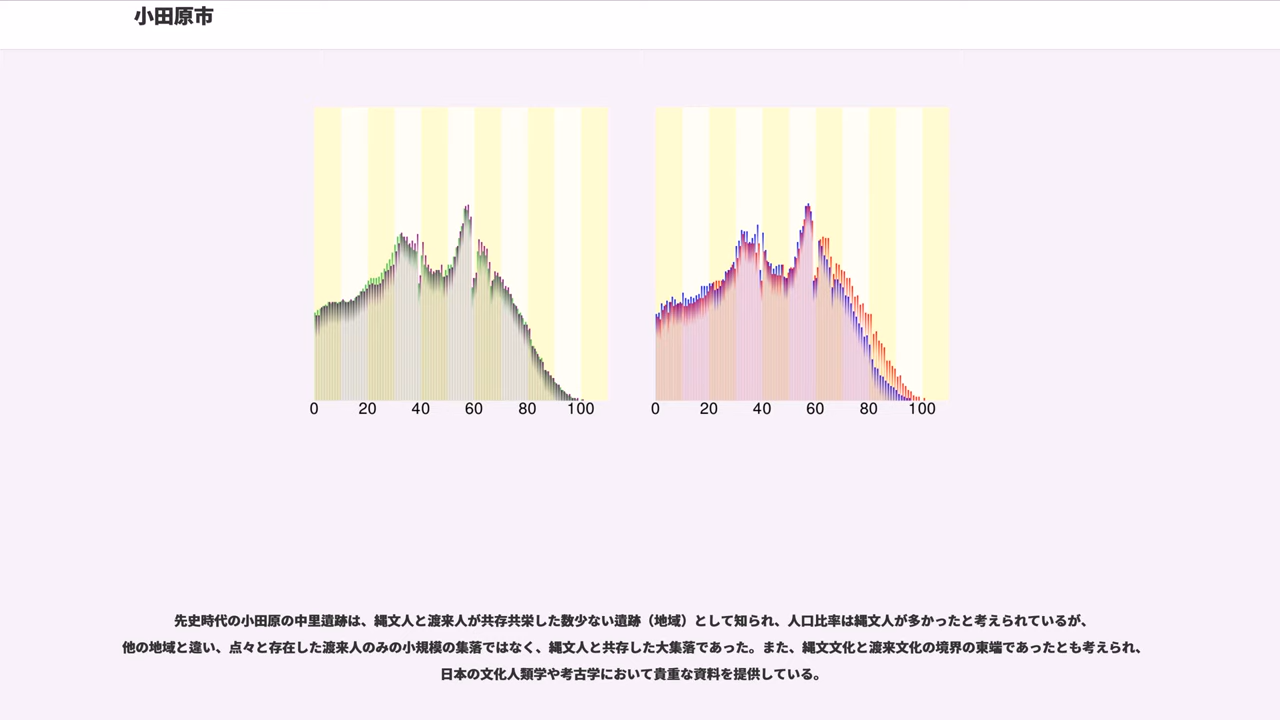 小田原市
0 20 40 60 80 100
0 20 40 60 80 100
先史時代の小田原の中里遺跡は、縄文人と渡来人が共存共栄した数少ない遺跡（地域）として知られ、人口比率は縄文人が多かったと考えられているが、
他の地域と違い、点々と存在した渡来人のみの小規模の集落ではなく、縄文人と共存した大集落であった。また、縄文文化と渡来文化の境界の東端であったとも考えられ、
日本の文化人類学や考古学において貴重な資料を提供している。